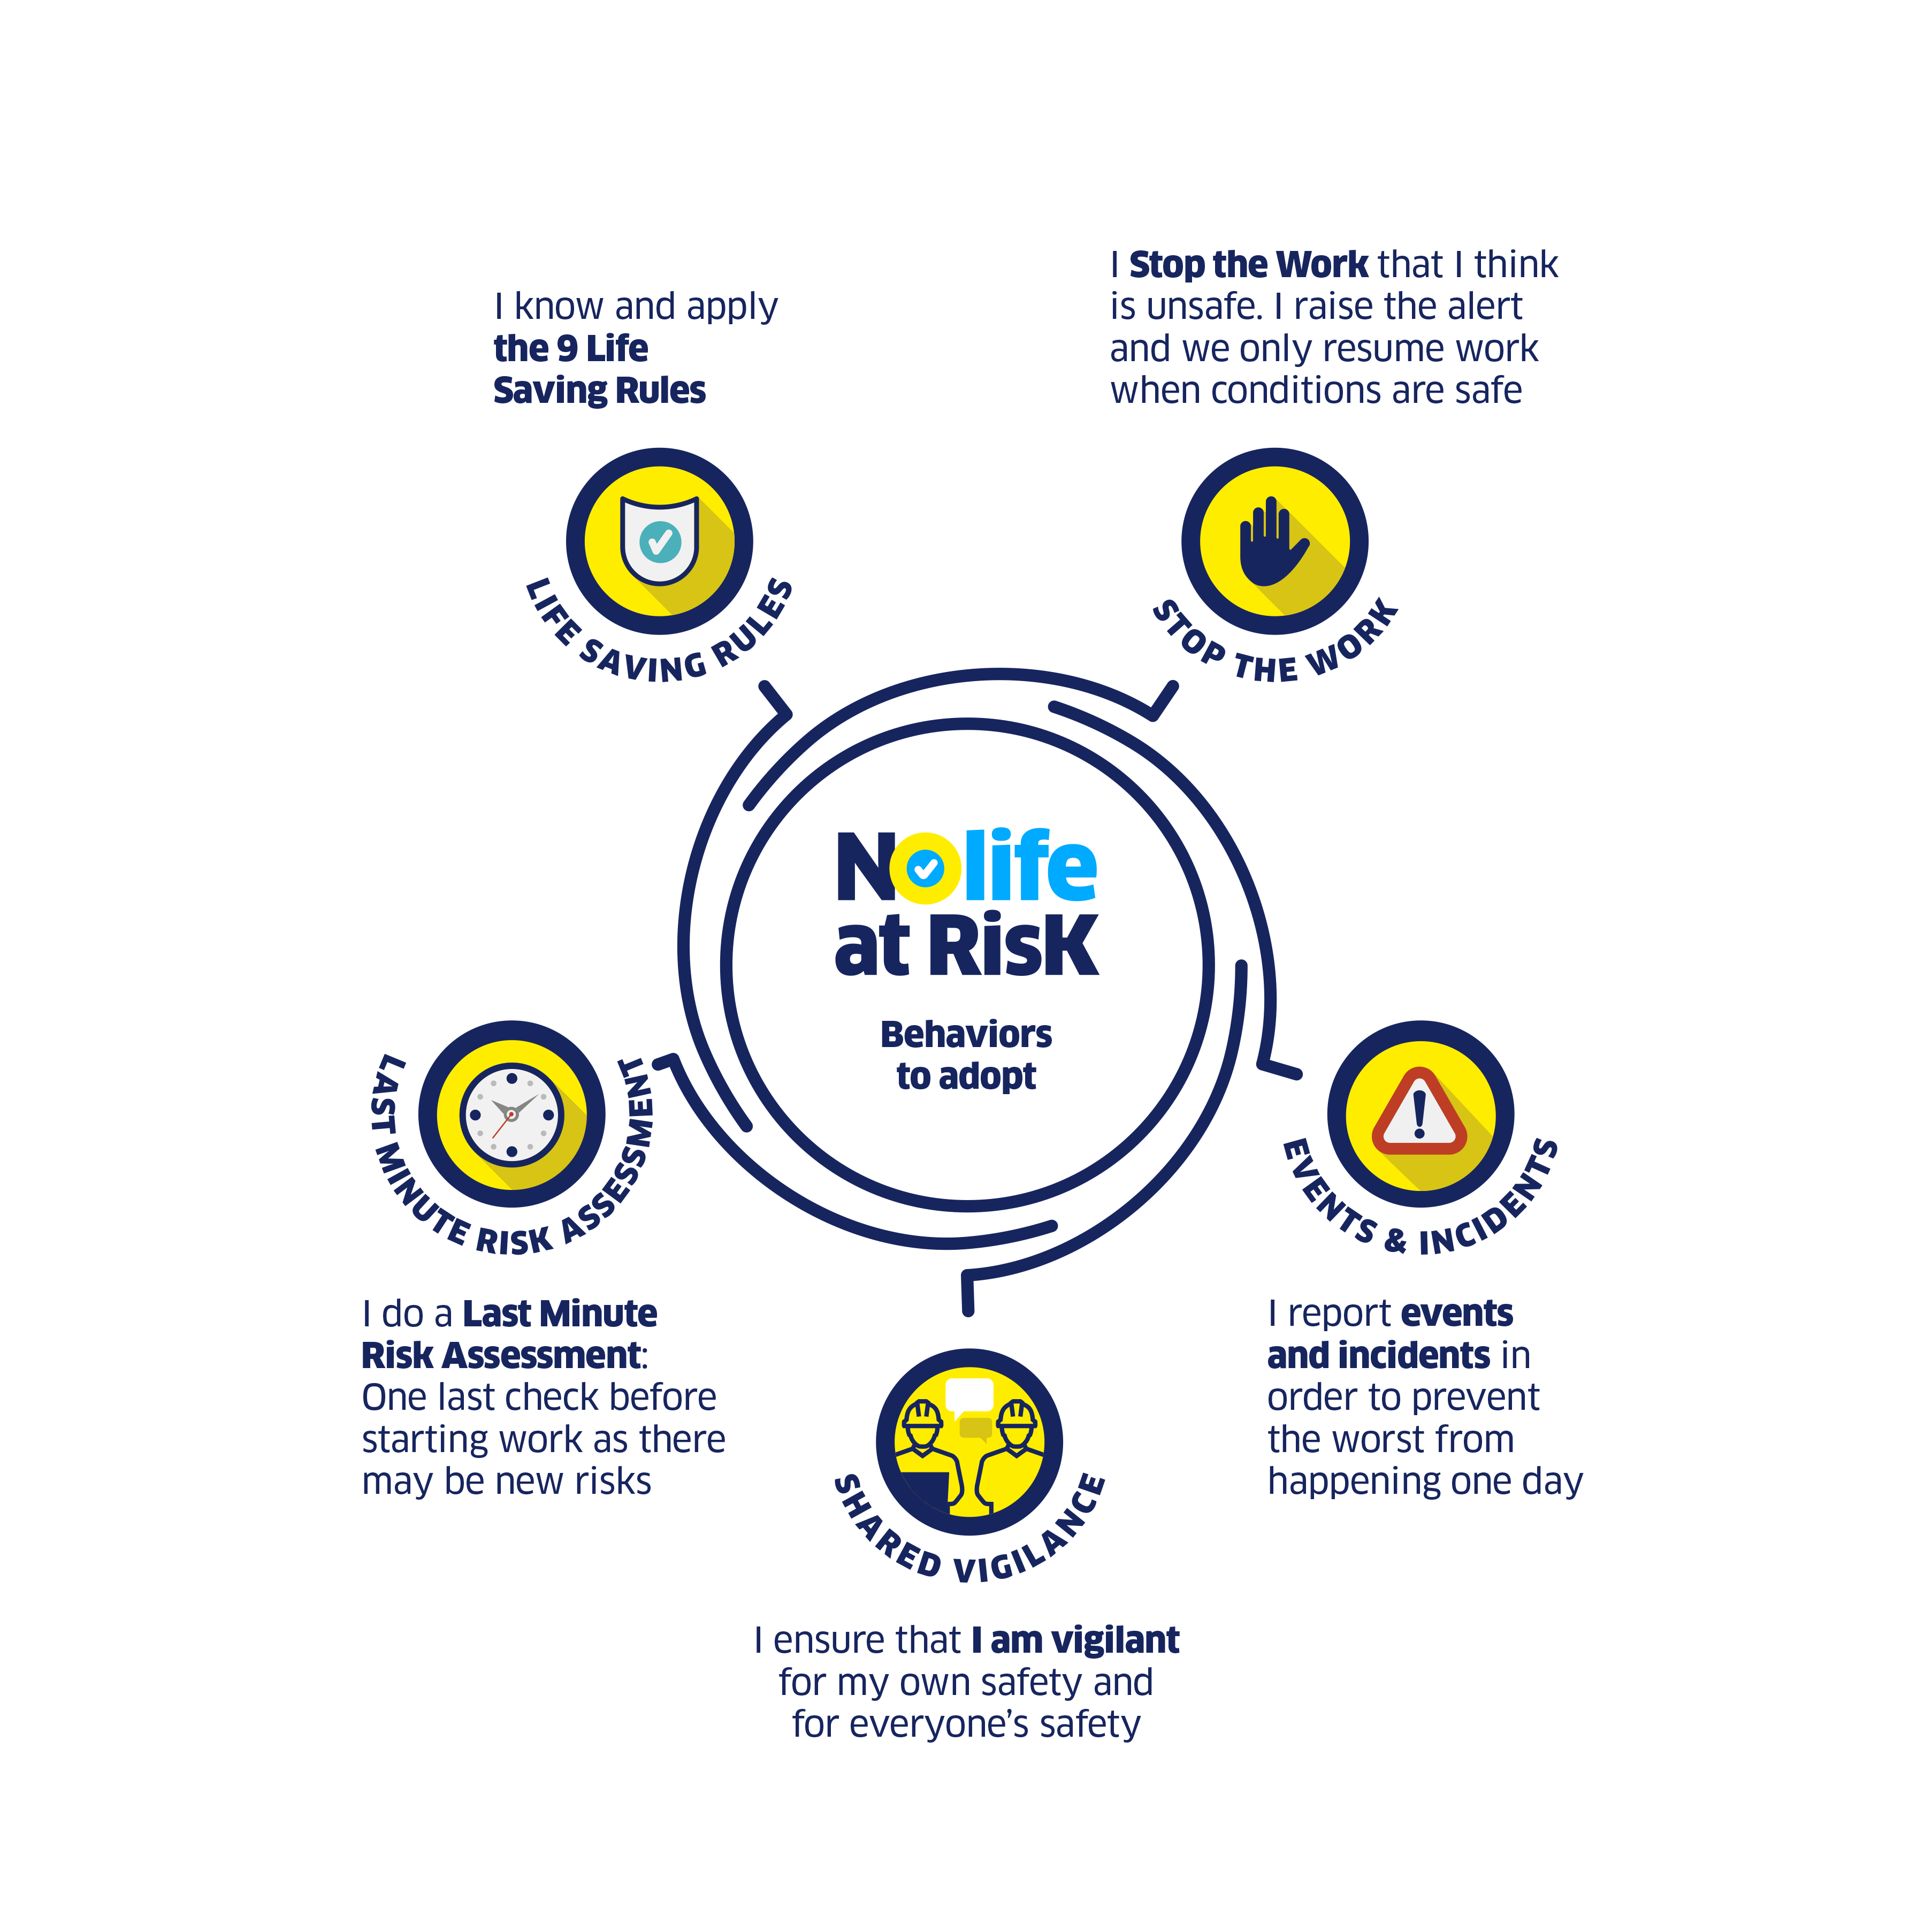 I know and apply
the 9 Life
Saving Rules
LIFE SAVING RULES
I Stop the Work that I think
is unsafe. I raise the alert
and we only resume work
when conditions are safe
STOP THE WORK
No life
at RisK
Behaviors
to adopt
LAST MINUTE RISK ASSESSMENT
I do a Last Minute
Risk Assessment:
One last check before
starting work as there
may be new risks
EVENTS & INCIDENTS
I report events
and incidents in
order to prevent
the worst from
happening one day
SHARED VIGILANCE
I ensure that I am vigilant
for my own safety and
for everyone's safety